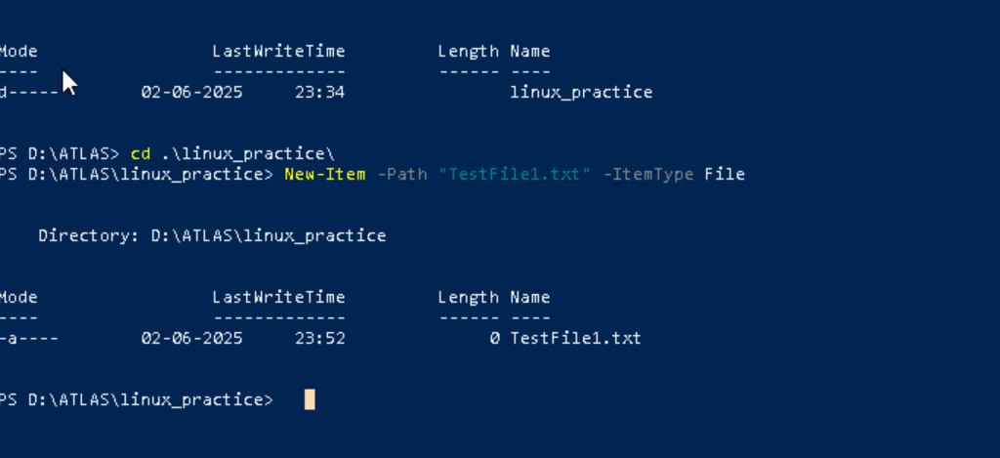 Mode LastWriteTime Length Name
---- ------------- ------ ----
d----- 02-06-2025 23:34 linux_practice
PS D:\ATLAS> cd .\linux_practice\
PS D:\ATLAS\linux_practice> New-Item -Path "TestFile1.txt" -ItemType File
Directory: D:\ATLAS\linux_practice
Mode LastWriteTime Length Name
---- ------------- ------ ----
-a---- 02-06-2025 23:52 0 TestFile1.txt
PS D:\ATLAS\linux_practice>